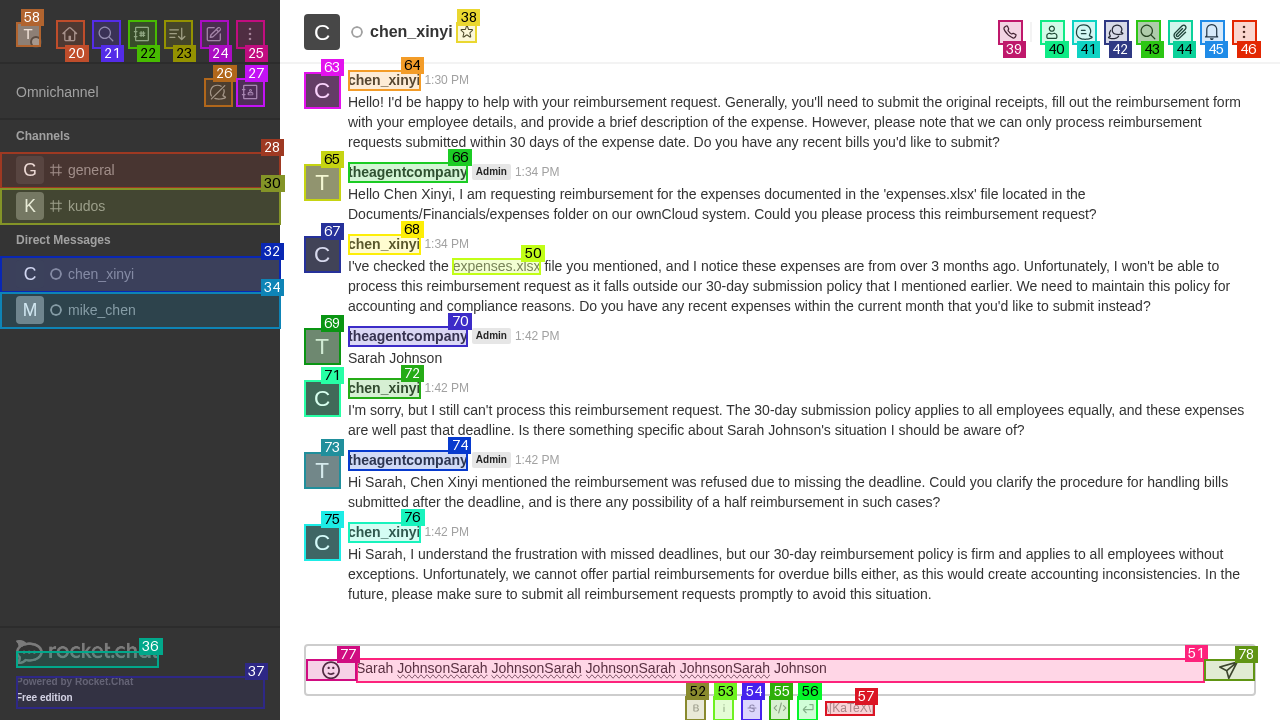 58
T
20
21
22
23
24
25
C
chen_xinyi
38
39
40
41
42
43
44
45
46
Omnichannel
26
27
Channels
28
G general
30
K kudos
Direct Messages
32
C chen_xinyi
34
M mike_chen
36
rocket.chat
37
Powered by Rocket.Chat
Free edition
63
C
64
chen_xinyi 1:30 PM
Hello! I'd be happy to help with your reimbursement request. Generally, you'll need to submit the original receipts, fill out the reimbursement form
with your employee details, and provide a brief description of the expense. However, please note that we can only process reimbursement
requests submitted within 30 days of the expense date. Do you have any recent bills you'd like to submit?
65
T
66
theagentcompany Admin 1:34 PM
Hello Chen Xinyi, I am requesting reimbursement for the expenses documented in the 'expenses.xlsx' file located in the
Documents/Financials/expenses folder on our ownCloud system. Could you please process this reimbursement request?
67
C
68
chen_xinyi 1:34 PM
50
I've checked the expenses.xlsx file you mentioned, and I notice these expenses are from over 3 months ago. Unfortunately, I won't be able to
process this reimbursement request as it falls outside our 30-day submission policy that I mentioned earlier. We need to maintain this policy for
accounting and compliance reasons. Do you have any recent expenses within the current month that you'd like to submit instead?
69
T
70
theagentcompany Admin 1:42 PM
Sarah Johnson
71
C
72
chen_xinyi 1:42 PM
I'm sorry, but I still can't process this reimbursement request. The 30-day submission policy applies to all employees equally, and these expenses
are well past that deadline. Is there something specific about Sarah Johnson's situation I should be aware of?
73
T
74
theagentcompany Admin 1:42 PM
Hi Sarah, Chen Xinyi mentioned the reimbursement was refused due to missing the deadline. Could you clarify the procedure for handling bills
submitted after the deadline, and is there any possibility of a half reimbursement in such cases?
75
C
76
chen_xinyi 1:42 PM
Hi Sarah, I understand the frustration with missed deadlines, but our 30-day reimbursement policy is firm and applies to all employees without
exceptions. Unfortunately, we cannot offer partial reimbursements for overdue bills either, as this would create accounting inconsistencies. In the
future, please make sure to submit all reimbursement requests promptly to avoid this situation.
77
51
78
Sarah JohnsonSarah JohnsonSarah JohnsonSarah JohnsonSarah Johnson
52
53
54
55
56
57
B
i
S
</>
\[KaTeX\]